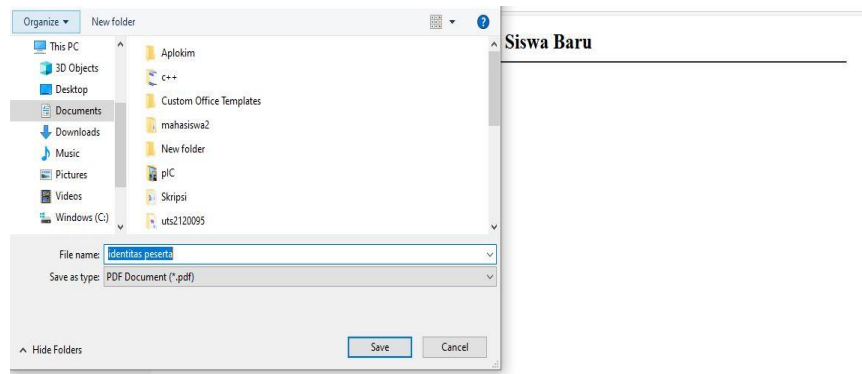 Organize New folder
This PC
3D Objects
Desktop
Documents
Downloads
Music
Pictures
Videos
Windows (C:)
Aplokim
c++
Custom Office Templates
mahasiswa2
New folder
pIC
Skripsi
uts2120095
File name: identitas peserta
Save as type: PDF Document (*.pdf)
Hide Folders
Save Cancel
Siswa Baru